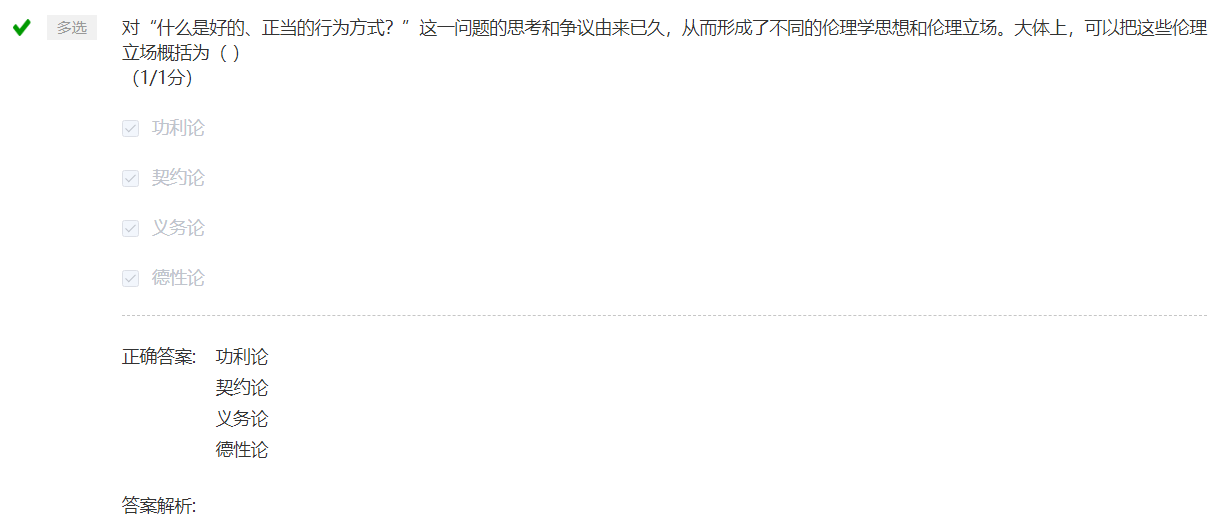 多选
对“什么是好的、正当的行为方式？”这一问题的思考和争议由来已久，从而形成了不同的伦理学思想和伦理立场。大体上，可以把这些伦理
立场概括为（ ）
（1/1分）
功利论
契约论
义务论
德性论
正确答案: 功利论
契约论
义务论
德性论
答案解析: